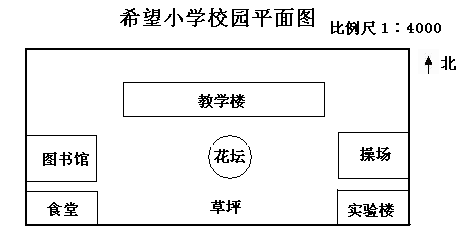 希望小学校园平面图
比例尺 1：4000
北
教学楼
图书馆 花坛 操场
食堂 草坪 实验楼